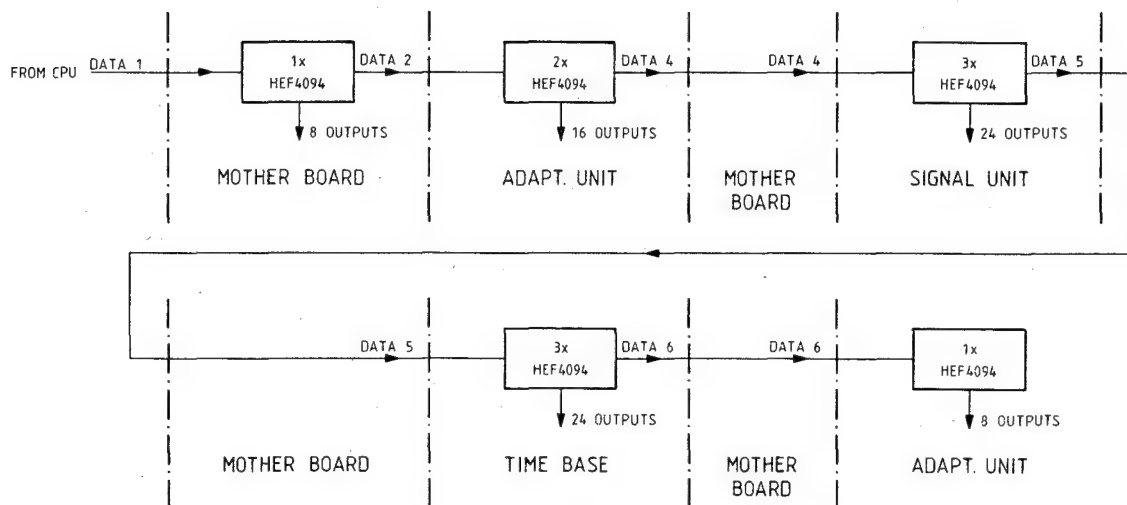 FROM CPU
DATA 1
1x
HEF4094
DATA 2
2x
HEF4094
DATA 4
DATA 4
3x
HEF4094
DATA 5
8 OUTPUTS
16 OUTPUTS
24 OUTPUTS
MOTHER BOARD
ADAPT. UNIT
MOTHER
BOARD
SIGNAL UNIT
DATA 5
3x
HEF4094
DATA 6
DATA 6
1x
HEF4094
24 OUTPUTS
8 OUTPUTS
MOTHER BOARD
TIME BASE
MOTHER
BOARD
ADAPT. UNIT